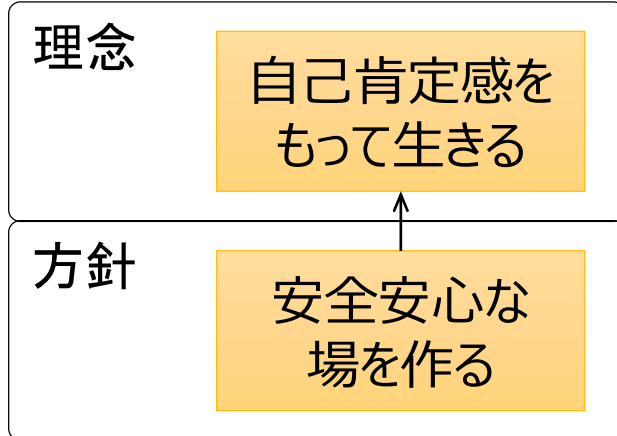 理念
自己肯定感を
もって生きる
方針
安全安心な
場を作る